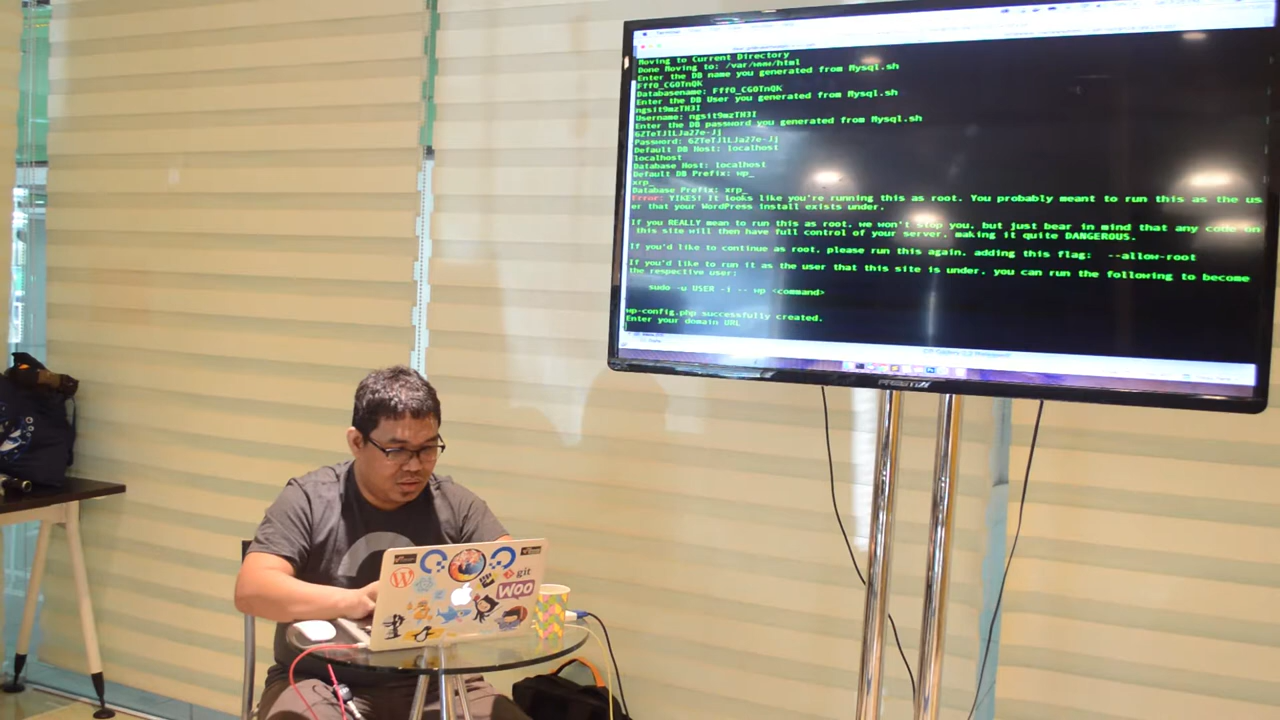 Moving to Current Directory
Done Moving to: /var/www/html
Enter the DB name you generated from Mysql.sh
Fff0_CG0TnQK
Databasename: Fff0_CG0TnQK
Enter the DB User you generated from Mysql.sh
ngsit9mzTH3I
Username: ngsit9mzTH3I
Enter the DB password you generated from Mysql.sh
6ZTeTJlLJa27e-Jj
Password: 6ZTeTJlLJa27e-Jj
Default DB Host: localhost
localhost
Database Host: localhost
Default DB Prefix: wp_
xrp_
Database Prefix: xrp_
Error: YIKES! It looks like you're running this as root. You probably meant to run this as the us
er that your WordPress install exists under.
If you REALLY mean to run this as root, we won't stop you, but just bear in mind that any code on
this site will then have full control of your server, making it quite DANGEROUS.
If you'd like to continue as root, please run this again, adding this flag: --allow-root
If you'd like to run it as the user that this site is under, you can run the following to become
the respective user:
sudo -u USER -i -- wp <command>
wp-config.php successfully created.
Enter your domain URL
git
WOO